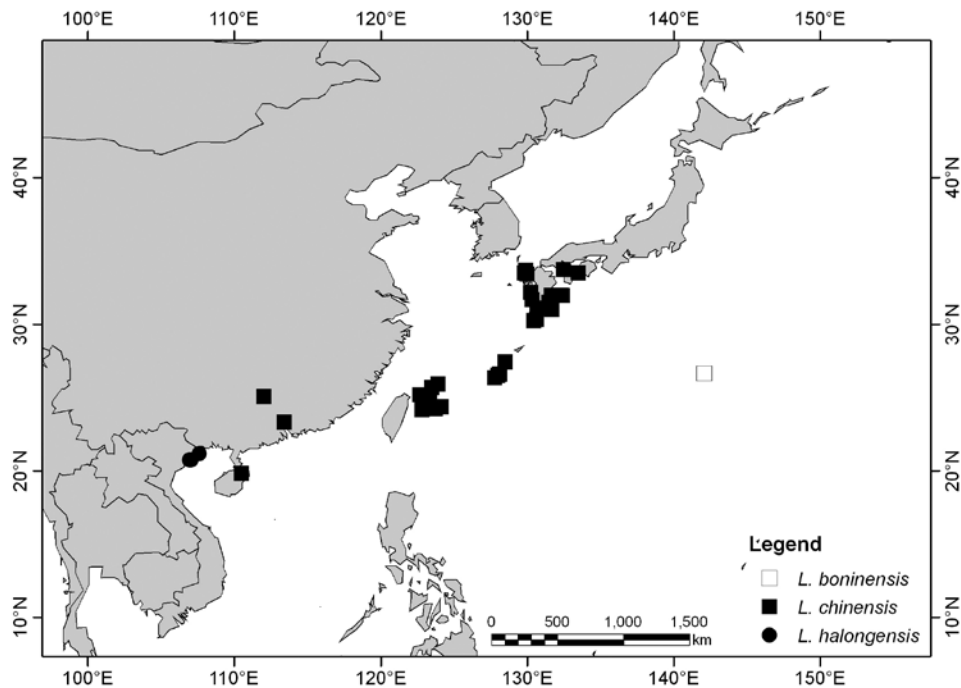 100°E 110°E 120°E 130°E 140°E 150°E
40°N 40°N
30°N 30°N
20°N 20°N
10°N 10°N
Legend
L. boninensis
L. chinensis
L. halongensis
0 500 1,000 1,500
km
100°E 110°E 120°E 130°E 140°E 150°E